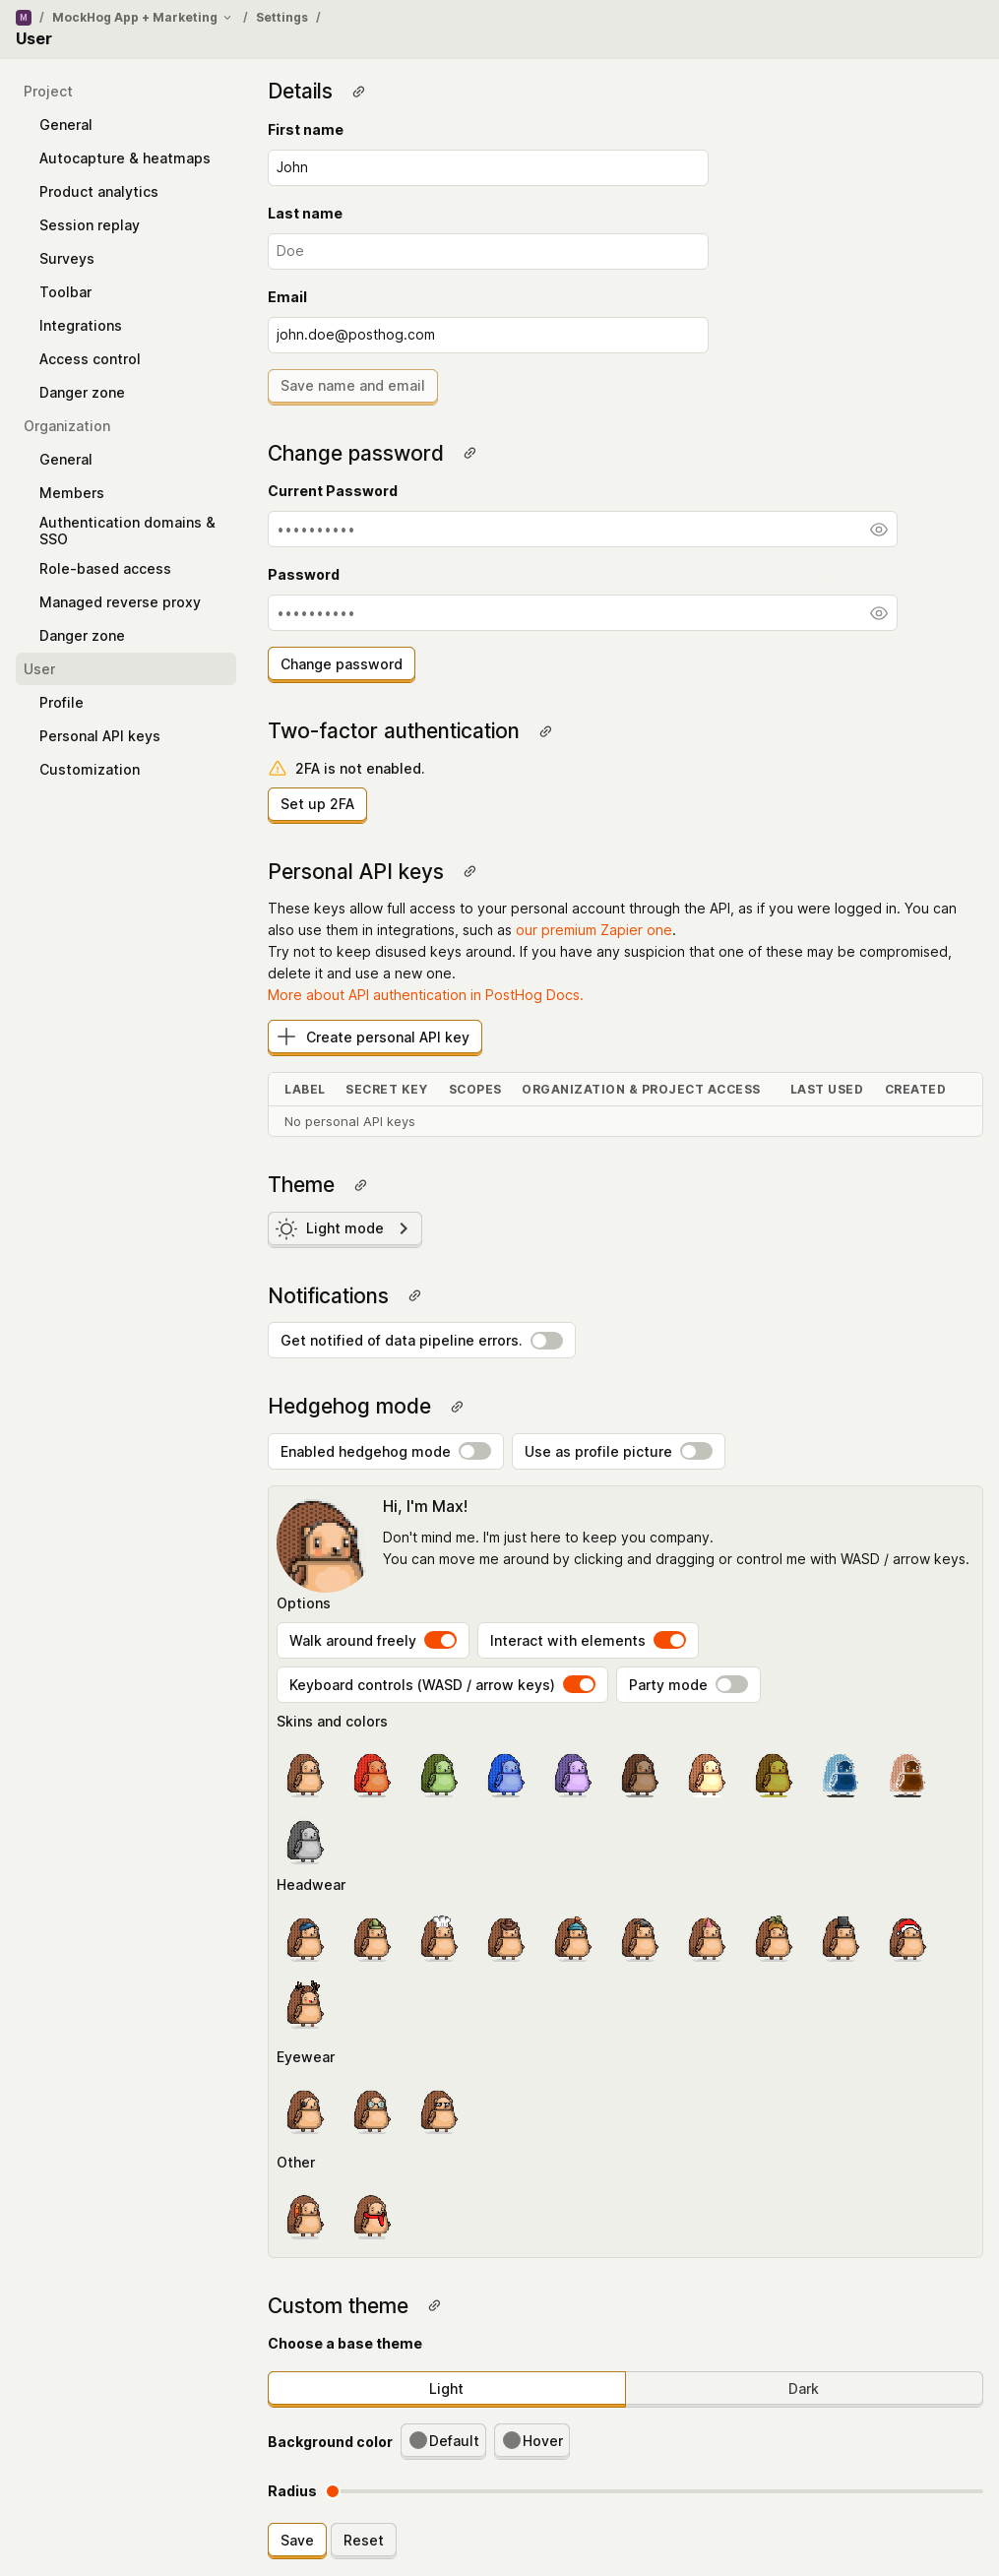 M / MockHog App + Marketing / Settings /
User
Project
General
Autocapture & heatmaps
Product analytics
Session replay
Surveys
Toolbar
Integrations
Access control
Danger zone
Organization
General
Members
Authentication domains &
SSO
Role-based access
Managed reverse proxy
Danger zone
User
Profile
Personal API keys
Customization
Details
First name
John
Last name
Doe
Email
john.doe@posthog.com
Save name and email
Change password
Current Password
••••••••••
Password
••••••••••
Change password
Two-factor authentication
2FA is not enabled.
Set up 2FA
Personal API keys
These keys allow full access to your personal account through the API, as if you were logged in. You can
also use them in integrations, such as our premium Zapier one.
Try not to keep disused keys around. If you have any suspicion that one of these may be compromised,
delete it and use a new one.
More about API authentication in PostHog Docs.
Create personal API key
LABEL SECRET KEY SCOPES ORGANIZATION & PROJECT ACCESS LAST USED CREATED
No personal API keys
Theme
Light mode
Notifications
Get notified of data pipeline errors.
Hedgehog mode
Enabled hedgehog mode Use as profile picture
Hi, I'm Max!
Don't mind me. I'm just here to keep you company.
You can move me around by clicking and dragging or control me with WASD / arrow keys.
Options
Walk around freely Interact with elements
Keyboard controls (WASD / arrow keys) Party mode
Skins and colors
Headwear
Eyewear
Other
Custom theme
Choose a base theme
Light Dark
Background color Default Hover
Radius
Save Reset